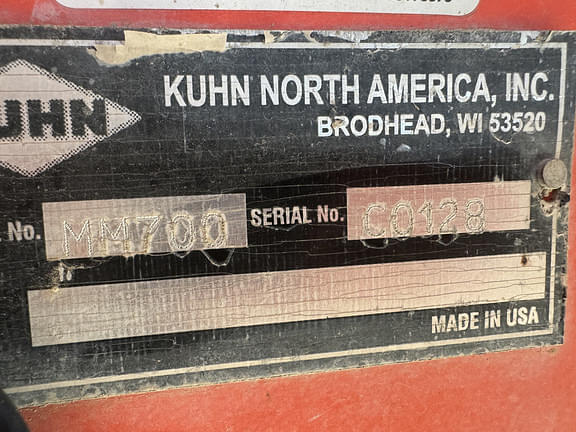 KUHN NORTH AMERICA, INC.
BRODHEAD, WI 53520
UHN
No. MM700 SERIAL No. C0128
MADE IN USA